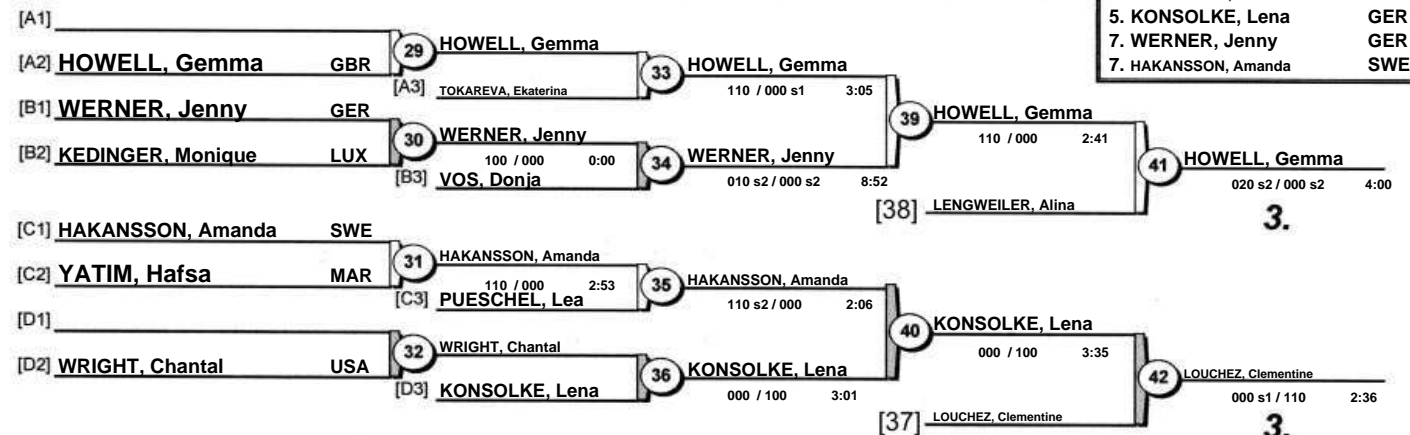 5. KONSOLKE, Lena GER
7. WERNER, Jenny GER
7. HAKANSSON, Amanda SWE
[A1]
[A2] HOWELL, Gemma GBR
29
HOWELL, Gemma
[A3] TOKAREVA, Ekaterina
33
HOWELL, Gemma
110 / 000 s1 3:05
[B1] WERNER, Jenny GER
[B2] KEDINGER, Monique LUX
30
WERNER, Jenny
100 / 000 0:00
[B3] VOS, Donja
34
WERNER, Jenny
010 s2 / 000 s2 8:52
39
HOWELL, Gemma
110 / 000 2:41
[38] LENGWEILER, Alina
41
HOWELL, Gemma
020 s2 / 000 s2 4:00
3.
[C1] HAKANSSON, Amanda SWE
[C2] YATIM, Hafsa MAR
31
HAKANSSON, Amanda
110 / 000 2:53
[C3] PUESCHEL, Lea
35
HAKANSSON, Amanda
110 s2 / 000 2:06
[D1]
[D2] WRIGHT, Chantal USA
32
WRIGHT, Chantal
[D3] KONSOLKE, Lena
36
KONSOLKE, Lena
000 / 100 3:01
40
KONSOLKE, Lena
000 / 100 3:35
[37] LOUCHEZ, Clementine
42
LOUCHEZ, Clementine
000 s1 / 110 2:36
3.